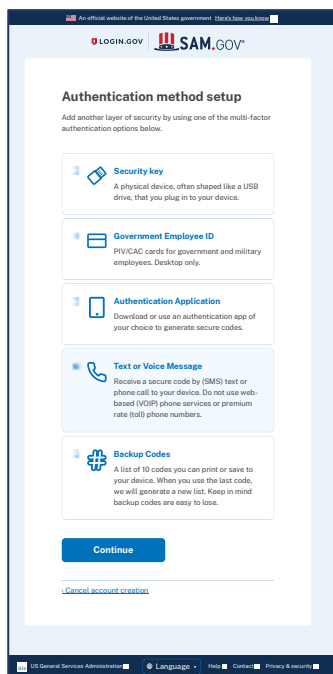 An official website of the United States government Here's how you know
LOGIN.GOV SAM.GOV®
Authentication method setup
Add another layer of security by using one of the multi-factor
authentication options below.
Security key
A physical device, often shaped like a USB
drive, that you plug in to your device.
Government Employee ID
PIV/CAC cards for government and military
employees. Desktop only.
Authentication Application
Download or use an authentication app of
your choice to generate secure codes.
Text or Voice Message
Receive a secure code by (SMS) text or
phone call to your device. Do not use web-
based (VOIP) phone services or premium
rate (toll) phone numbers.
Backup Codes
A list of 10 codes you can print or save to
your device. When you use the last code,
we will generate a new list. Keep in mind
backup codes are easy to lose.
Continue
‹ Cancel account creation
GSA US General Services Administration Language Help Contact Privacy & security